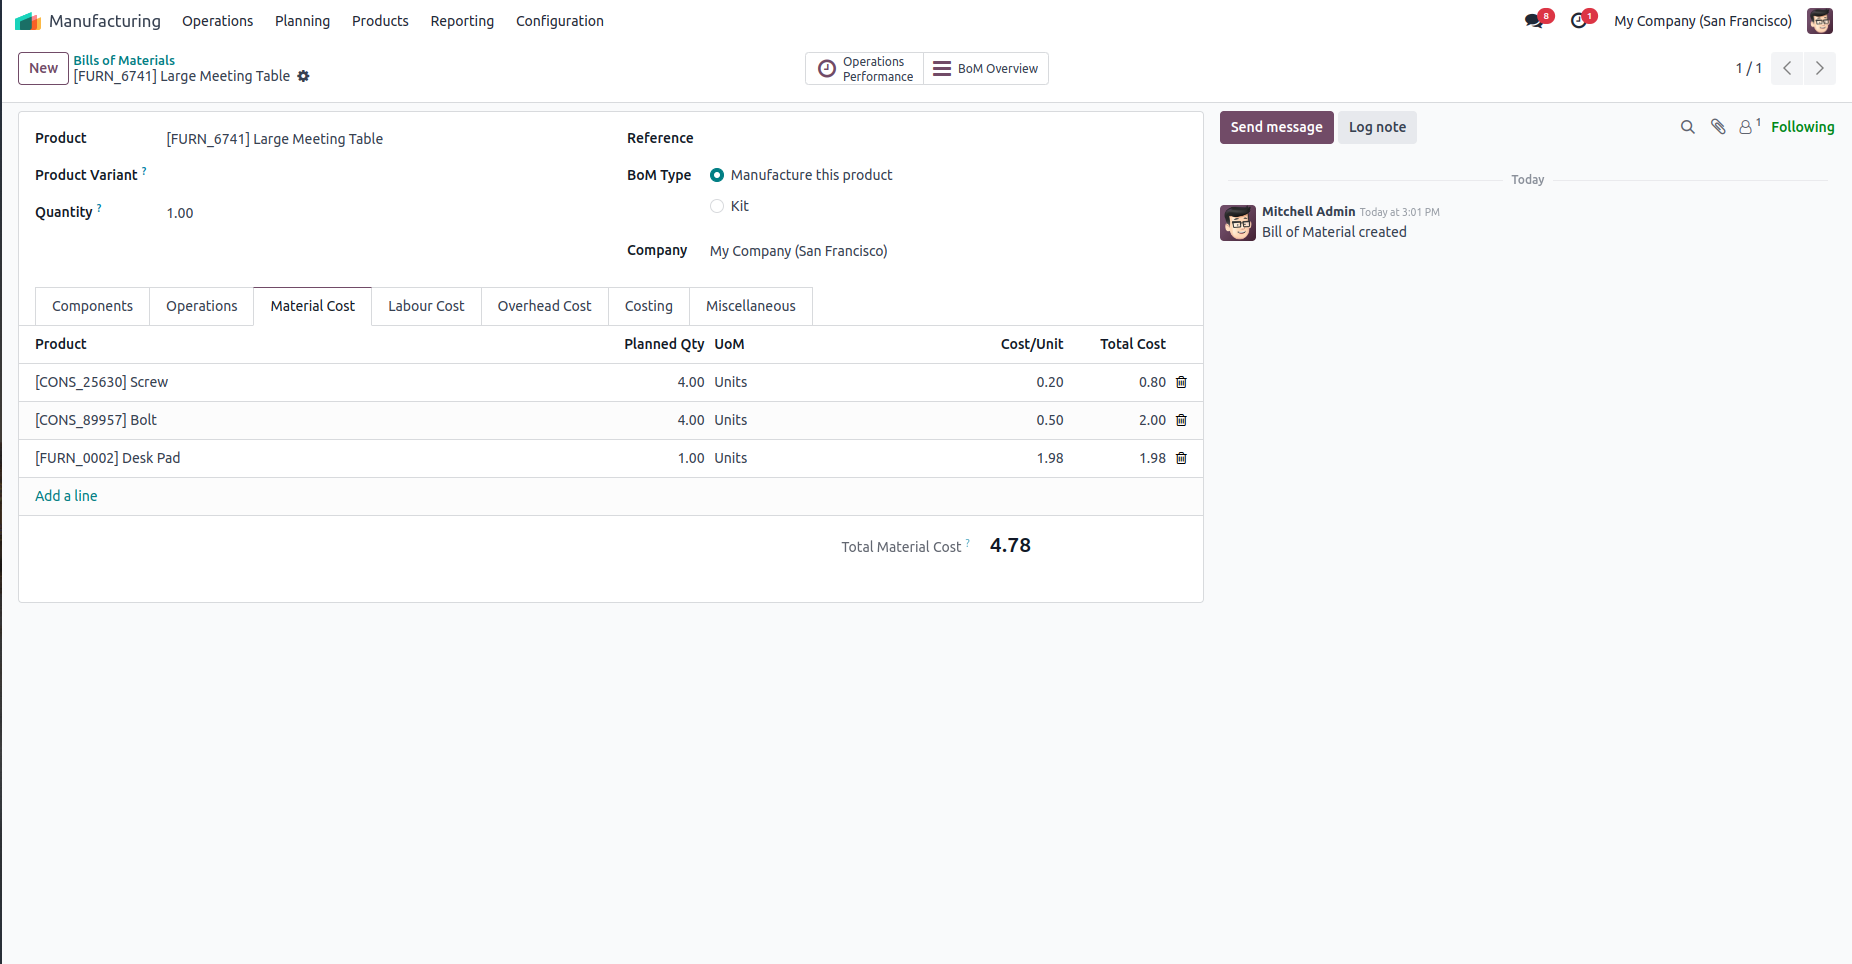 Manufacturing Operations Planning Products Reporting Configuration 8 1 My Company (San Francisco)
New Bills of Materials
[FURN_6741] Large Meeting Table
Operations Performance BoM Overview 1 / 1
Product [FURN_6741] Large Meeting Table Reference
Product Variant ? BoM Type Manufacture this product
Kit
Quantity ? 1.00
Company My Company (San Francisco)
Components Operations Material Cost Labour Cost Overhead Cost Costing Miscellaneous
Product Planned Qty UoM Cost/Unit Total Cost
[CONS_25630] Screw 4.00 Units 0.20 0.80
[CONS_89957] Bolt 4.00 Units 0.50 2.00
[FURN_0002] Desk Pad 1.00 Units 1.98 1.98
Add a line
Total Material Cost ? 4.78
Send message Log note 1 Following
Today
Mitchell Admin Today at 3:01 PM
Bill of Material created